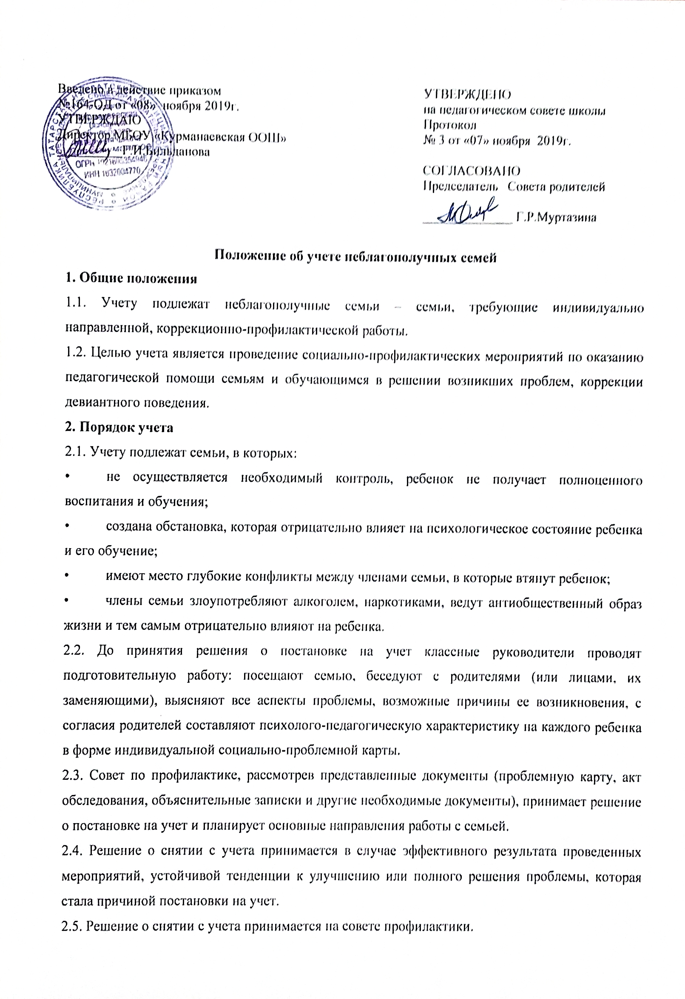 Введено в действие приказом
№164-ОД от «08» ноября 2019г.
УТВЕРЖДАЮ
Директор МБОУ «Курманаевская ООШ»
Г.И.Вильданова
ИНН 1632004770
УТВЕРЖДЕНО
на педагогическом совете школы
Протокол
№ 3 от «07» ноября 2019г.
СОГЛАСОВАНО
Председатель Совета родителей
Г.Р.Муртазина
Положение об учете неблагополучных семей
1. Общие положения
1.1. Учету подлежат неблагополучные семьи – семьи, требующие индивидуально
направленной, коррекционно-профилактической работы.
1.2. Целью учета является проведение социально-профилактических мероприятий по оказанию
педагогической помощи семьям и обучающимся в решении возникших проблем, коррекции
девиантного поведения.
2. Порядок учета
2.1. Учету подлежат семьи, в которых:
• не осуществляется необходимый контроль, ребенок не получает полноценного
воспитания и обучения;
• создана обстановка, которая отрицательно влияет на психологическое состояние ребенка
и его обучение;
• имеют место глубокие конфликты между членами семьи, в которые втянут ребенок;
• члены семьи злоупотребляют алкоголем, наркотиками, ведут антиобщественный образ
жизни и тем самым отрицательно влияют на ребенка.
2.2. До принятия решения о постановке на учет классные руководители проводят
подготовительную работу: посещают семью, беседуют с родителями (или лицами, их
заменяющими), выясняют все аспекты проблемы, возможные причины ее возникновения, с
согласия родителей составляют психолого-педагогическую характеристику на каждого ребенка
в форме индивидуальной социально-проблемной карты.
2.3. Совет по профилактике, рассмотрев представленные документы (проблемную карту, акт
обследования, объяснительные записки и другие необходимые документы), принимает решение
о постановке на учет и планирует основные направления работы с семьей.
2.4. Решение о снятии с учета принимается в случае эффективного результата проведенных
мероприятий, устойчивой тенденции к улучшению или полного решения проблемы, которая
стала причиной постановки на учет.
2.5. Решение о снятии с учета принимается на совете профилактики.